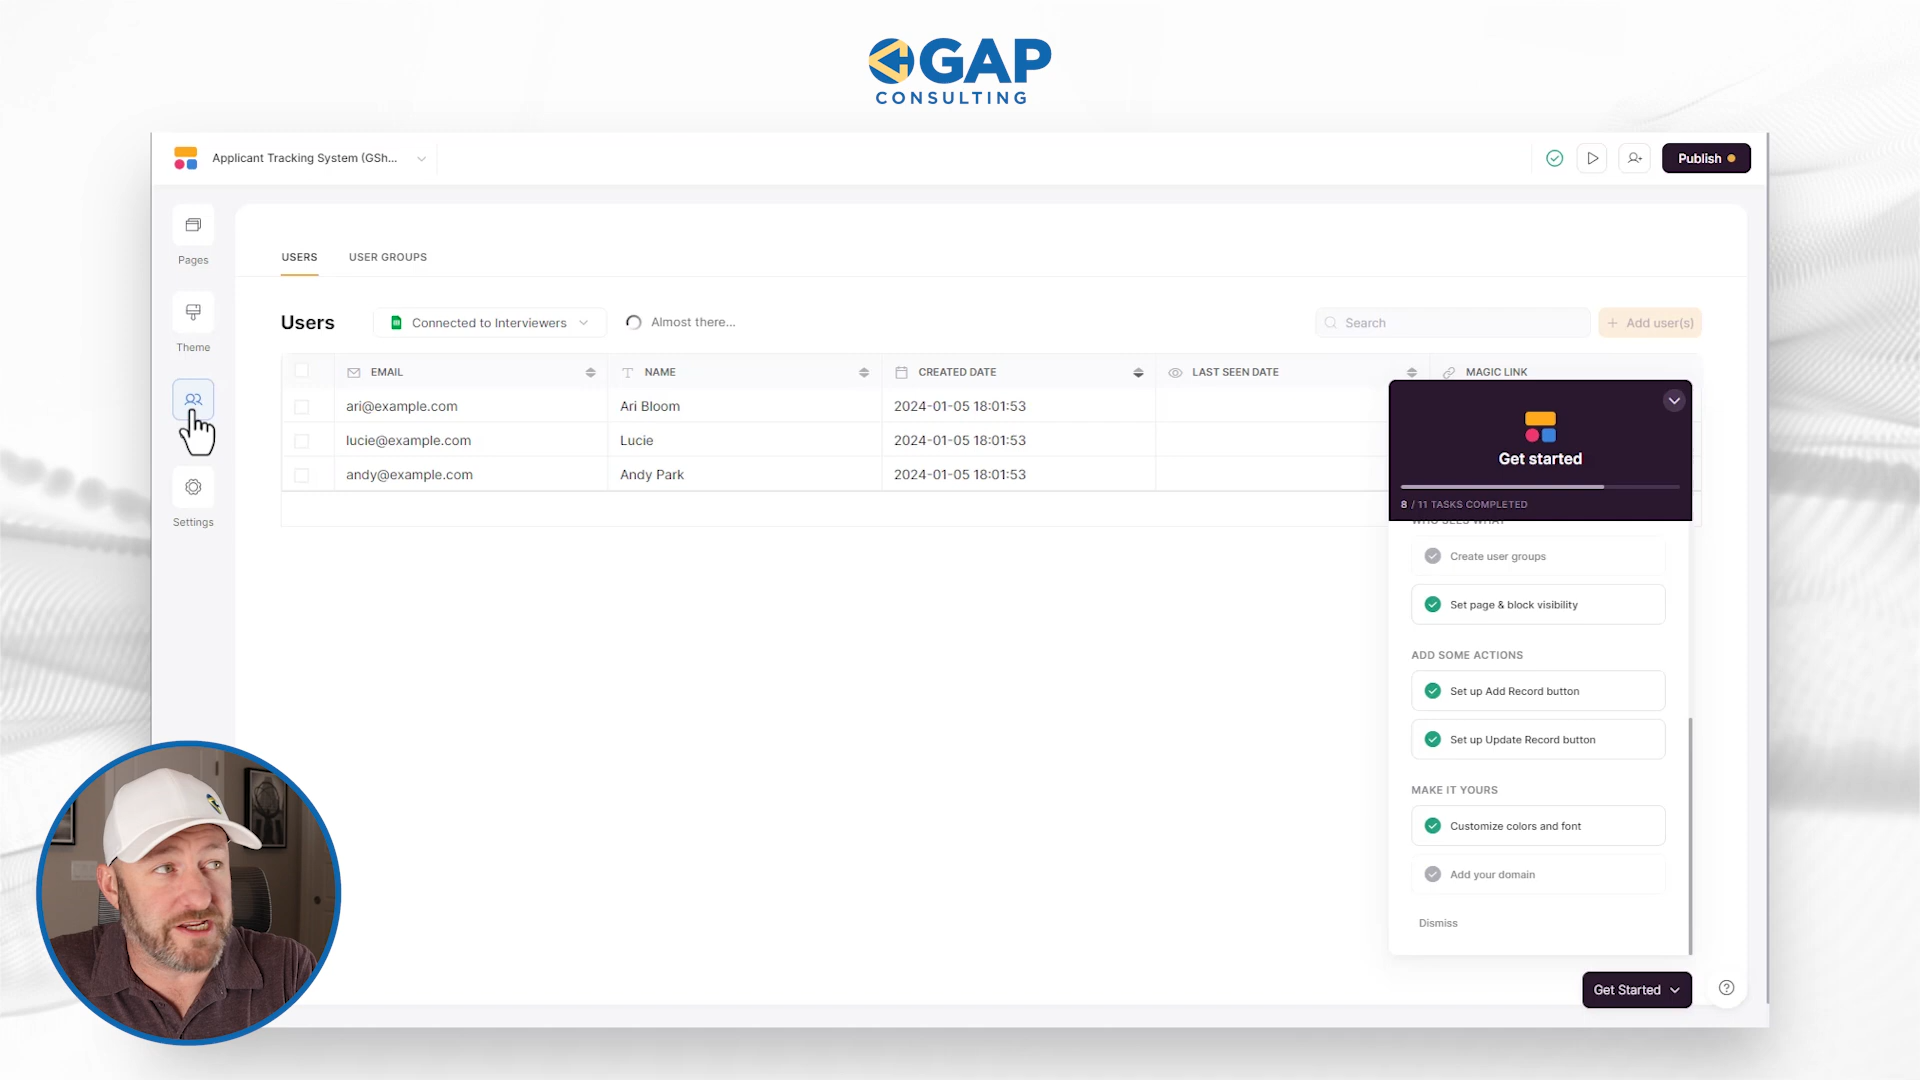 GAP
CONSULTING
Applicant Tracking System (GSh...
Publish
Pages
Theme
Settings
USERS
USER GROUPS
Users
Connected to Interviewers
Almost there...
Search
+ Add user(s)
EMAIL
NAME
CREATED DATE
LAST SEEN DATE
MAGIC LINK
ari@example.com
Ari Bloom
2024-01-05 18:01:53
lucie@example.com
Lucie
2024-01-05 18:01:53
andy@example.com
Andy Park
2024-01-05 18:01:53
Get started
8 / 11 TASKS COMPLETED
WHO SEES WHAT
Create user groups
Set page & block visibility
ADD SOME ACTIONS
Set up Add Record button
Set up Update Record button
MAKE IT YOURS
Customize colors and font
Add your domain
Dismiss
Get Started